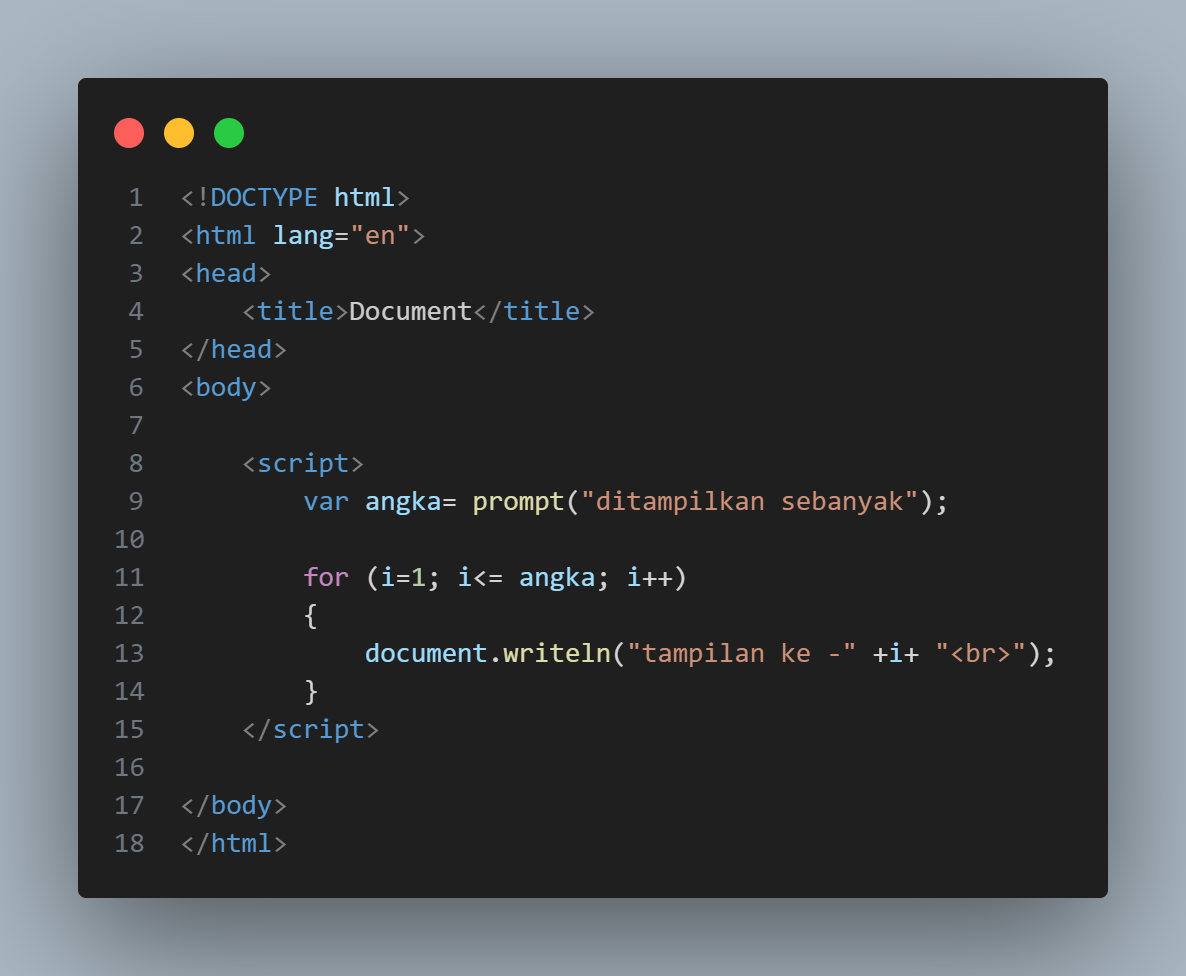 1 <!DOCTYPE html>
2 <html lang="en">
3 <head>
4     <title>Document</title>
5 </head>
6 <body>
7
8     <script>
9         var angka= prompt("ditampilkan sebanyak");
10
11         for (i=1; i<= angka; i++)
12         {
13             document.writeln("tampilan ke -" +i+ "<br>");
14         }
15     </script>
16
17 </body>
18 </html>